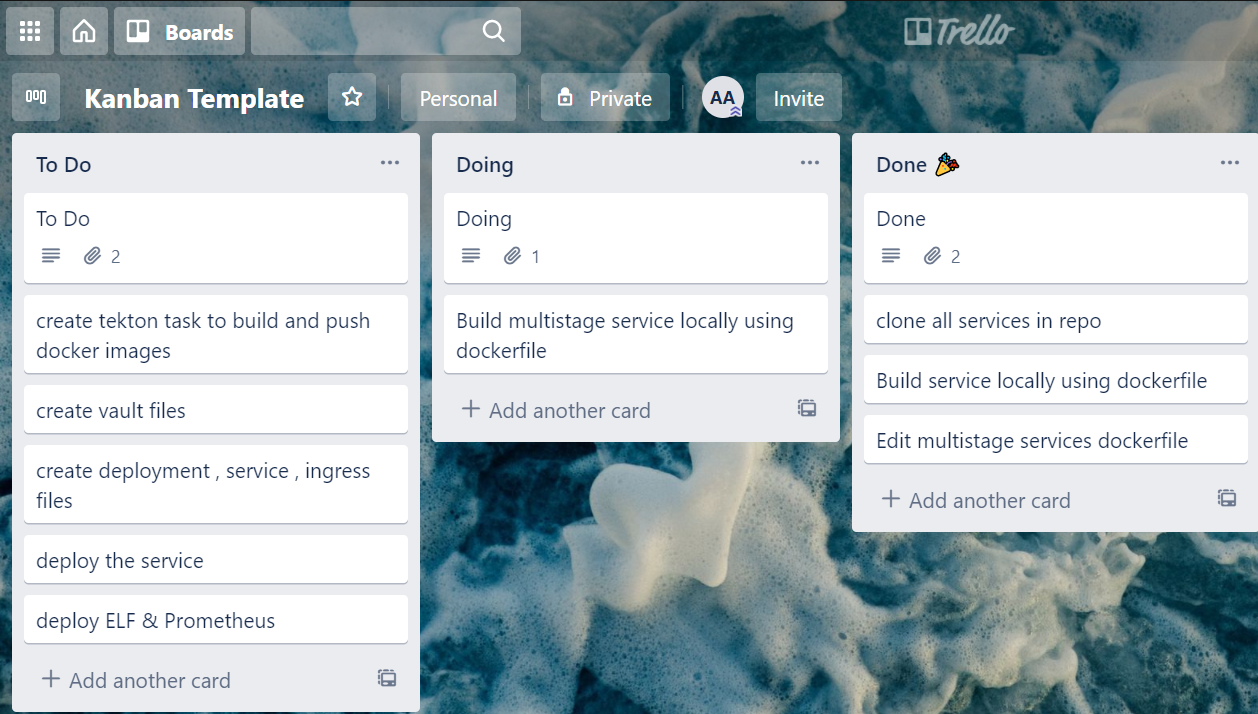 Boards
Trello
Kanban Template
Personal
Private
AA
Invite
To Do
To Do
2
create tekton task to build and push
docker images
create vault files
create deployment , service , ingress
files
deploy the service
deploy ELF & Prometheus
Add another card
Doing
Doing
1
Build multistage service locally using
dockerfile
Add another card
Done
Done
2
clone all services in repo
Build service locally using dockerfile
Edit multistage services dockerfile
Add another card